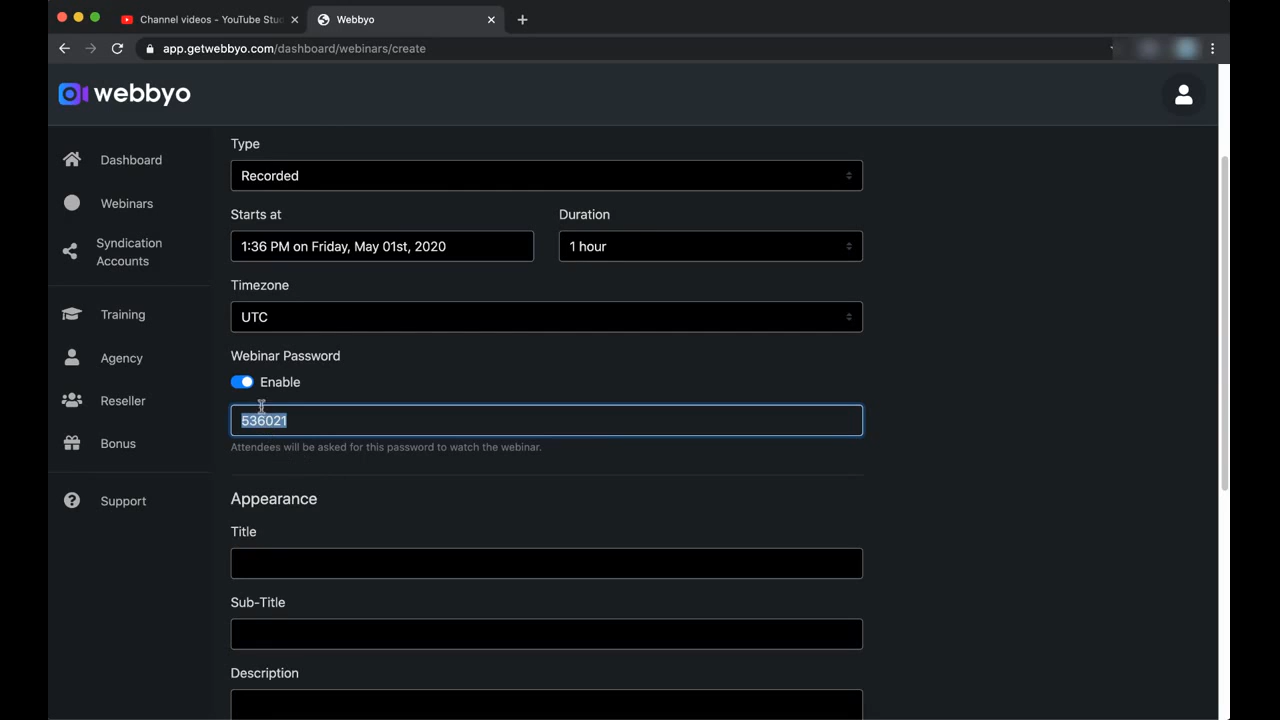 Channel videos - YouTube Stu
Webbyo
app.getwebbyo.com/dashboard/webinars/create
webbyo
Dashboard
Webinars
Syndication
Accounts
Training
Agency
Reseller
Bonus
Support
Type
Recorded
Starts at
Duration
1:36 PM on Friday, May 01st, 2020
1 hour
Timezone
UTC
Webinar Password
Enable
536021
Attendees will be asked for this password to watch the webinar.
Appearance
Title
Sub-Title
Description